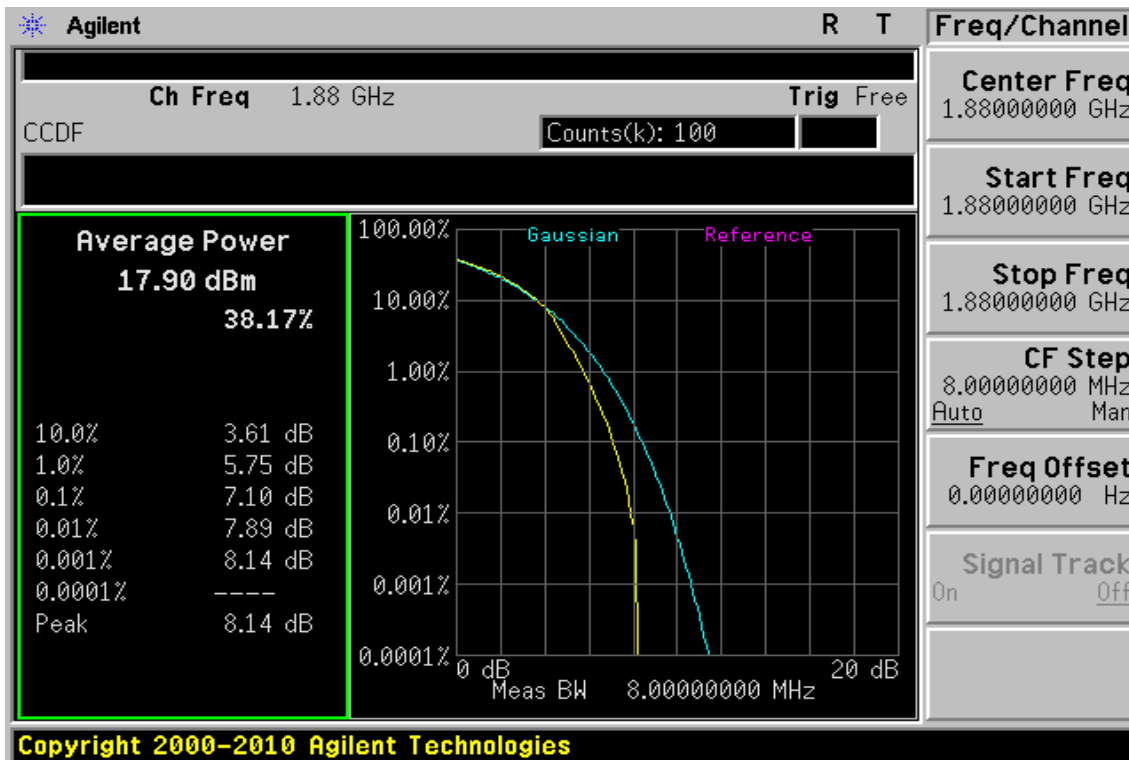 Agilent R T
Ch Freq 1.88 GHz Trig Free
CCDF Counts(k): 100
Average Power
17.90 dBm
38.17%
10.0% 3.61 dB
1.0% 5.75 dB
0.1% 7.10 dB
0.01% 7.89 dB
0.001% 8.14 dB
0.0001% ----
Peak 8.14 dB
Gaussian Reference
100.00%
10.00%
1.00%
0.10%
0.01%
0.001%
0.0001%
0 dB 20 dB
Meas BW 8.00000000 MHz
Freq/Channel
Center Freq
1.88000000 GHz
Start Freq
1.88000000 GHz
Stop Freq
1.88000000 GHz
CF Step
8.00000000 MHz
Auto Man
Freq Offset
0.00000000 Hz
Signal Track
On Off
Copyright 2000-2010 Agilent Technologies